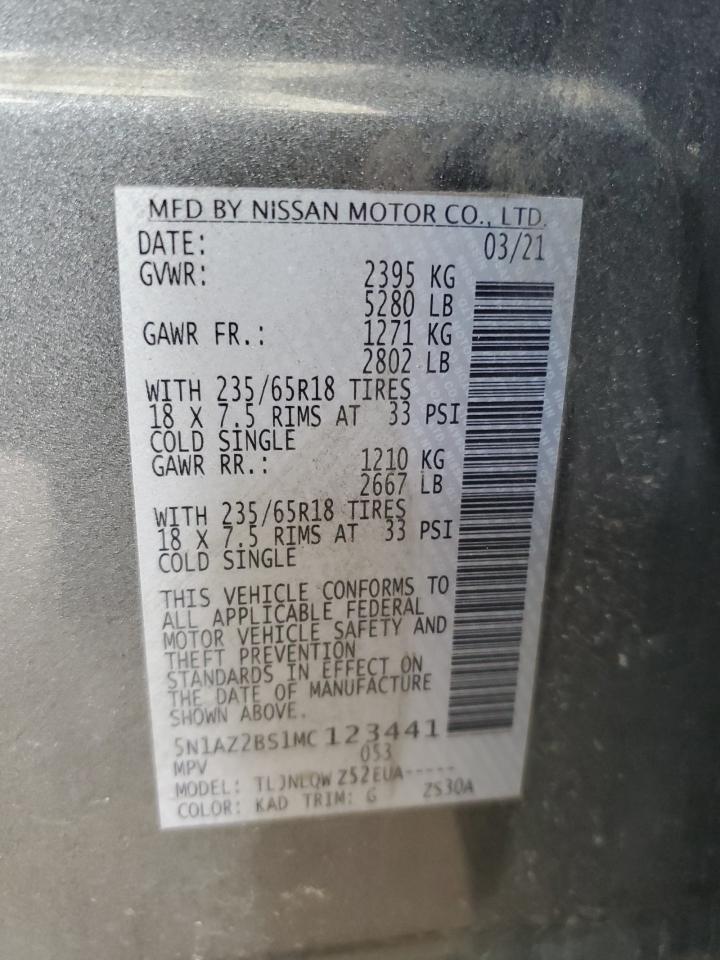 MFD BY NISSAN MOTOR CO., LTD.
DATE: 03/21
GVWR: 2395 KG
5280 LB
GAWR FR.: 1271 KG
2802 LB
WITH 235/65R18 TIRES
18 X 7.5 RIMS AT 33 PSI
COLD SINGLE
GAWR RR.: 1210 KG
2667 LB
WITH 235/65R18 TIRES
18 X 7.5 RIMS AT 33 PSI
COLD SINGLE
THIS VEHICLE CONFORMS TO
ALL APPLICABLE FEDERAL
MOTOR VEHICLE SAFETY AND
THEFT PREVENTION
STANDARDS IN EFFECT ON
THE DATE OF MANUFACTURE
SHOWN ABOVE.
5N1AZ2BS1MC123441
MPV 053
MODEL: TLJNLQWZ52EUA-----
COLOR: KAD TRIM: G ZS30A